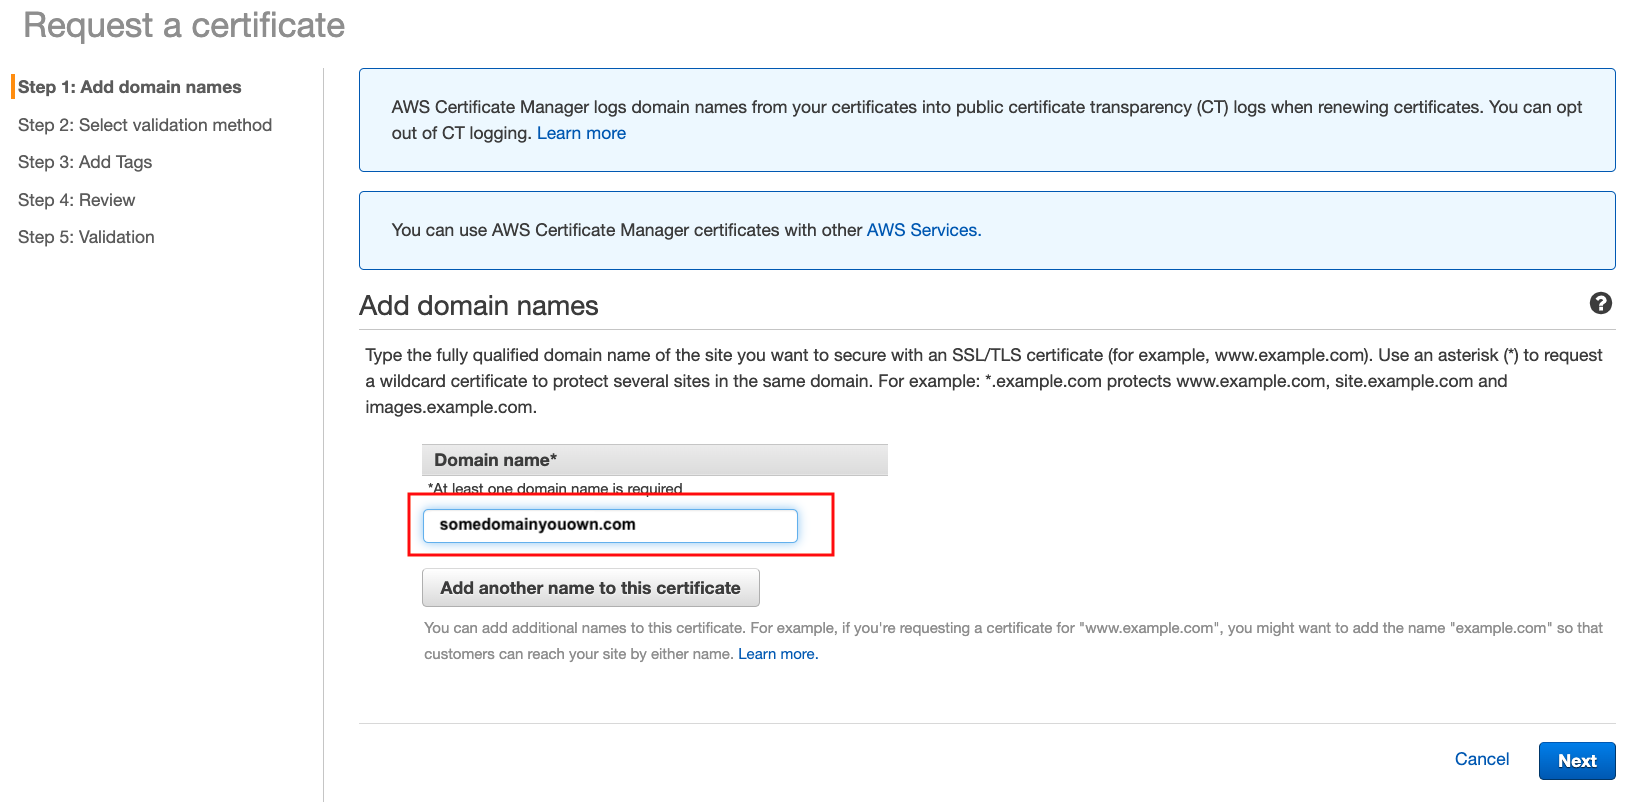 Request a certificate
Step 1: Add domain names
Step 2: Select validation method
Step 3: Add Tags
Step 4: Review
Step 5: Validation
AWS Certificate Manager logs domain names from your certificates into public certificate transparency (CT) logs when renewing certificates. You can opt
out of CT logging. Learn more
You can use AWS Certificate Manager certificates with other AWS Services.
Add domain names
?
Type the fully qualified domain name of the site you want to secure with an SSL/TLS certificate (for example, www.example.com). Use an asterisk (*) to request
a wildcard certificate to protect several sites in the same domain. For example: *.example.com protects www.example.com, site.example.com and
images.example.com.
Domain name*
*At least one domain name is required
somedomainyouown.com
Add another name to this certificate
You can add additional names to this certificate. For example, if you're requesting a certificate for "www.example.com", you might want to add the name "example.com" so that
customers can reach your site by either name. Learn more.
Cancel
Next